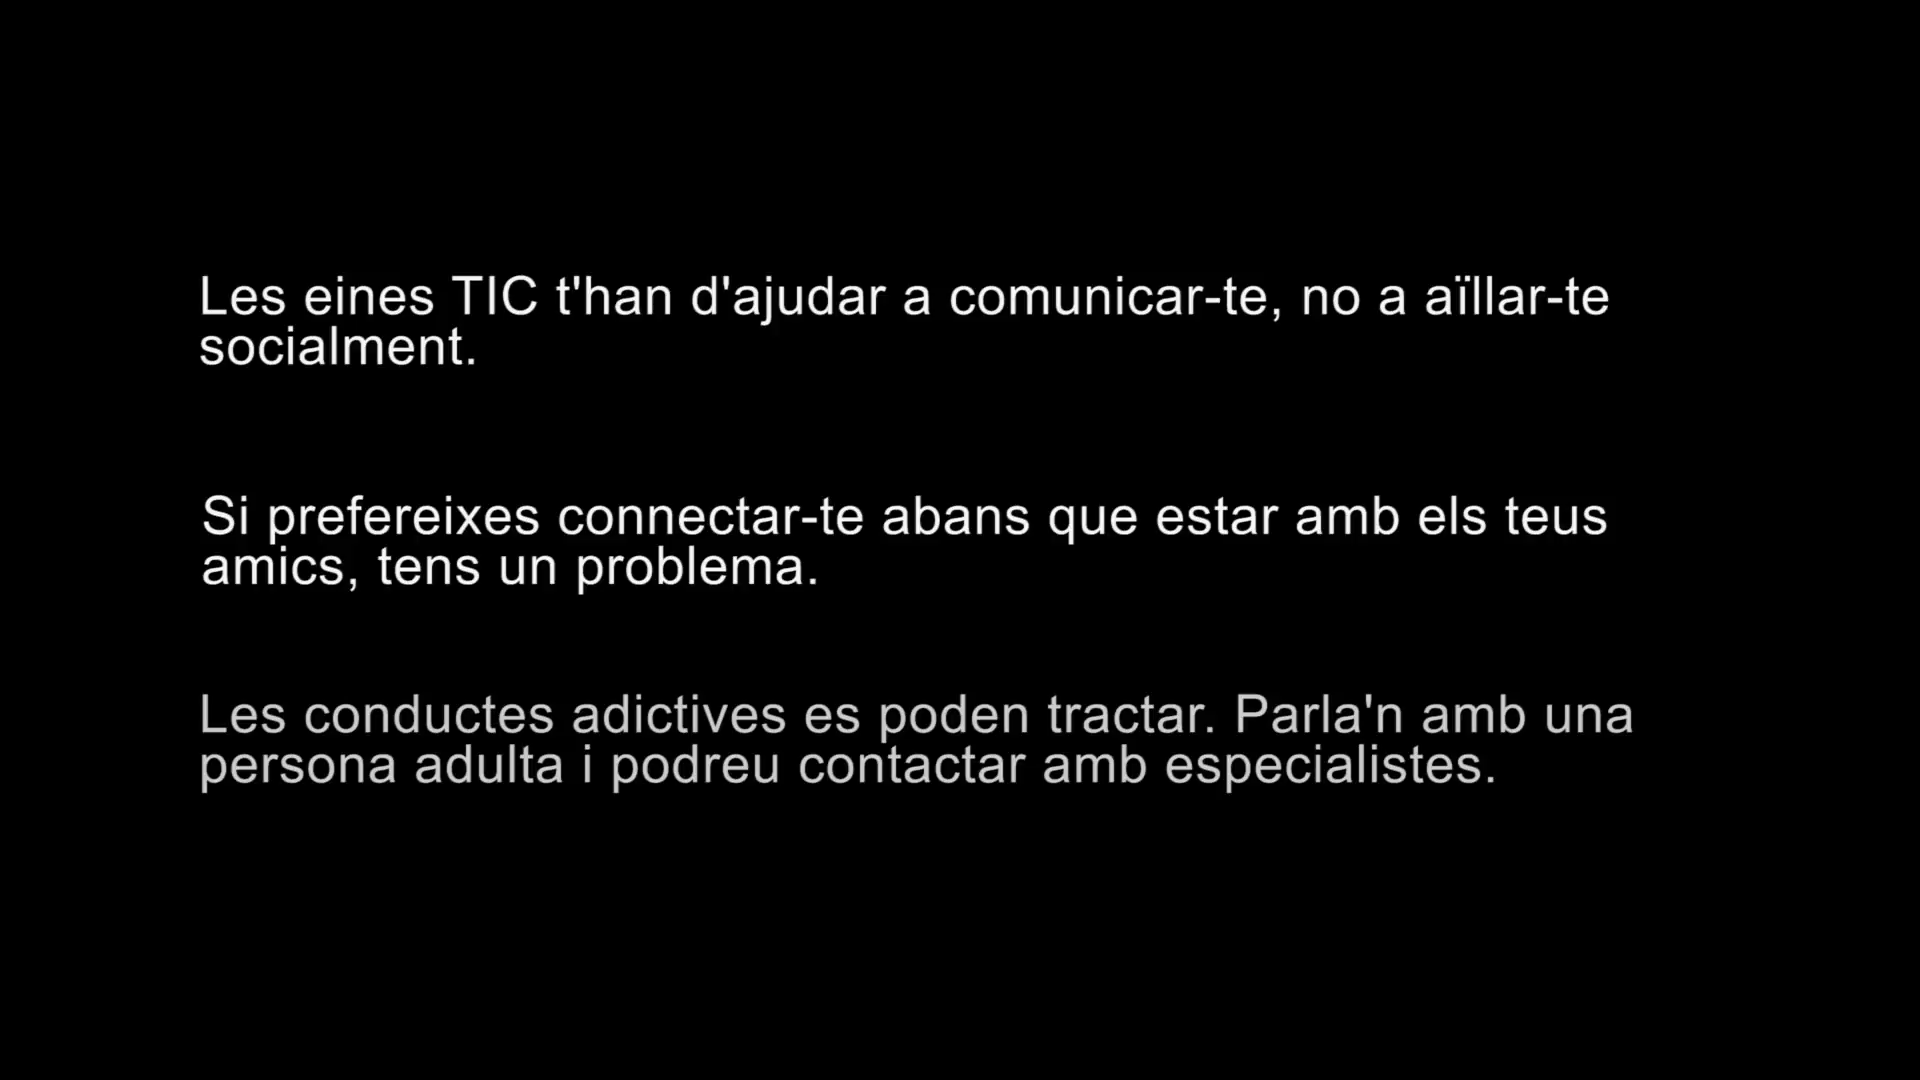 Les eines TIC t'han d'ajudar a comunicar-te, no a aïllar-te
socialment.
Si prefereixes connectar-te abans que estar amb els teus
amics, tens un problema.
Les conductes adictives es poden tractar. Parla'n amb una
persona adulta i podreu contactar amb especialistes.